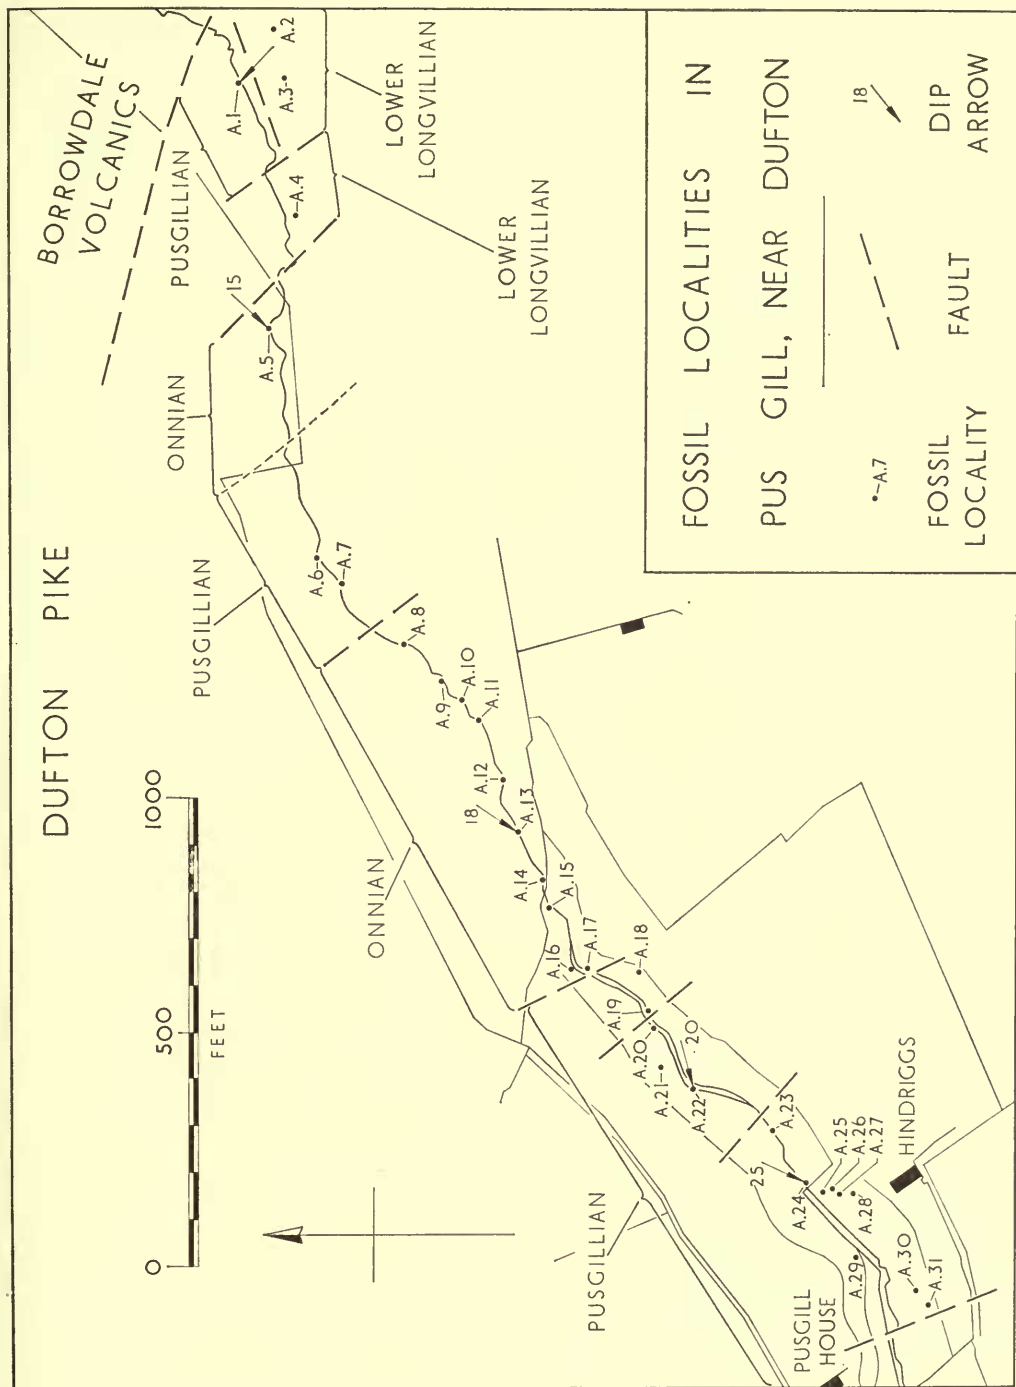 DUFTON PIKE
BORROWDALE
VOLCANICS
0
500
1000
FEET
PUSGILLIAN
ONNIAN
PUSGILLIAN
ONNIAN
PUSGILLIAN
LOWER
LONGVILLIAN
LOWER
LONGVILLIAN
A.1
A.2
A.3
A.4
15
A.5
A.6
A.7
A.8
A.9
A.10
A.11
A.12
18
A.13
A.14
A.15
A.16
A.17
A.18
A.19
A.20
A.21
20
A.22
A.23
25
A.24
A.25
A.26
A.27
A.28
A.29
A.30
A.31
HINDRIGGS
PUSGILL
HOUSE
FOSSIL LOCALITIES IN
PUS GILL, NEAR DUFTON
A.7
18
FOSSIL
LOCALITY
FAULT
DIP
ARROW